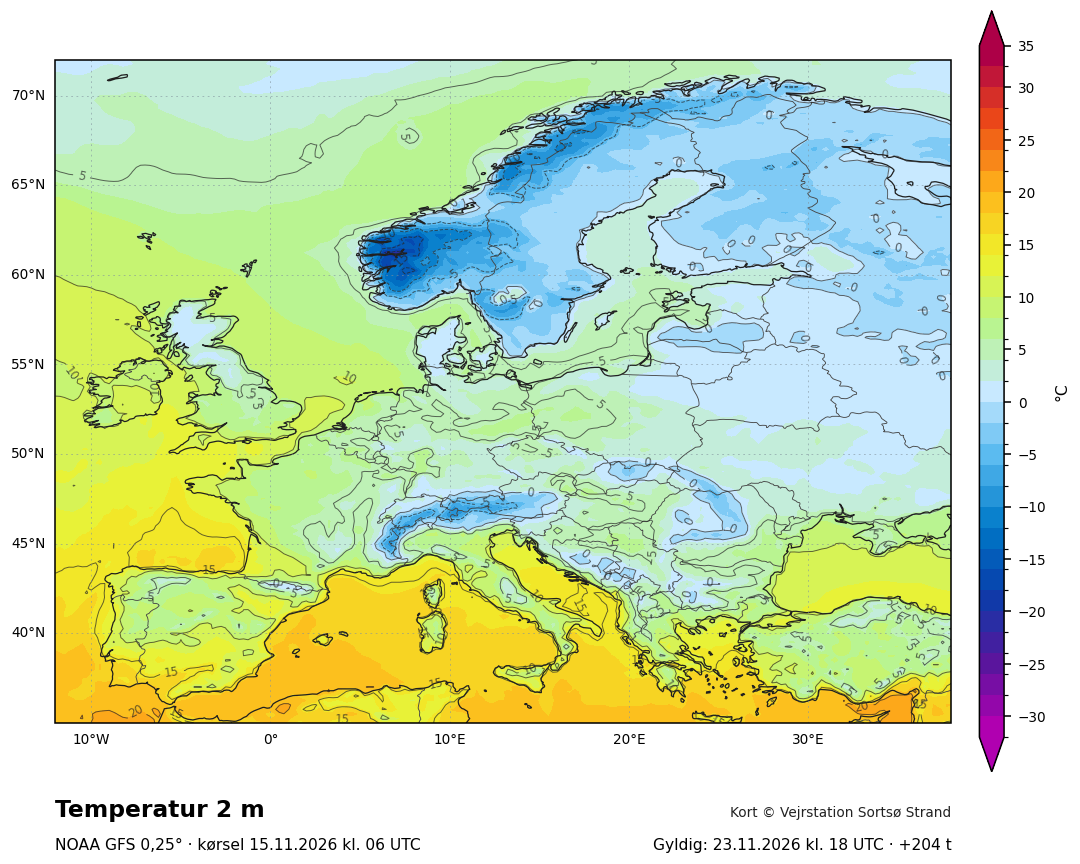 70°N
65°N
60°N
55°N
50°N
45°N
40°N
10°W
0°
10°E
20°E
30°E
35
30
25
20
15
10
5
0
−5
−10
−15
−20
−25
−30
°C
Temperatur 2 m
Kort © Vejrstation Sortsø Strand
NOAA GFS 0,25° · kørsel 15.11.2026 kl. 06 UTC
Gyldig: 23.11.2026 kl. 18 UTC · +204 t